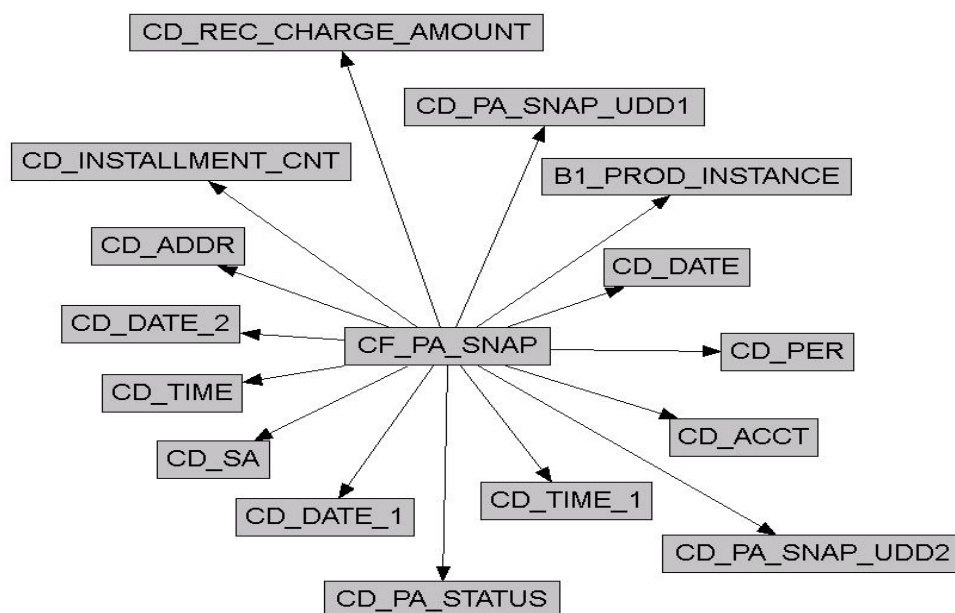 CD_REC_CHARGE_AMOUNT
CD_PA_SNAP_UDD1
CD_INSTALLMENT_CNT
B1_PROD_INSTANCE
CD_ADDR
CD_DATE
CD_DATE_2
CF_PA_SNAP
CD_PER
CD_TIME
CD_ACCT
CD_SA
CD_TIME_1
CD_DATE_1
CD_PA_SNAP_UDD2
CD_PA_STATUS